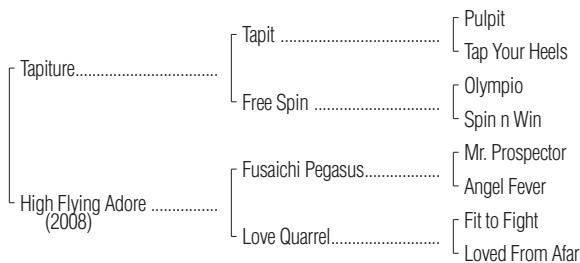 Pulpit
Tapit ........................................
Tap Your Heels
Tapiture...................................
Olympio
Free Spin ................................
Spin n Win
Mr. Prospector
Fusaichi Pegasus...................
Angel Fever
High Flying Adore .................
(2008)
Fit to Fight
Love Quarrel...........................
Loved From Afar